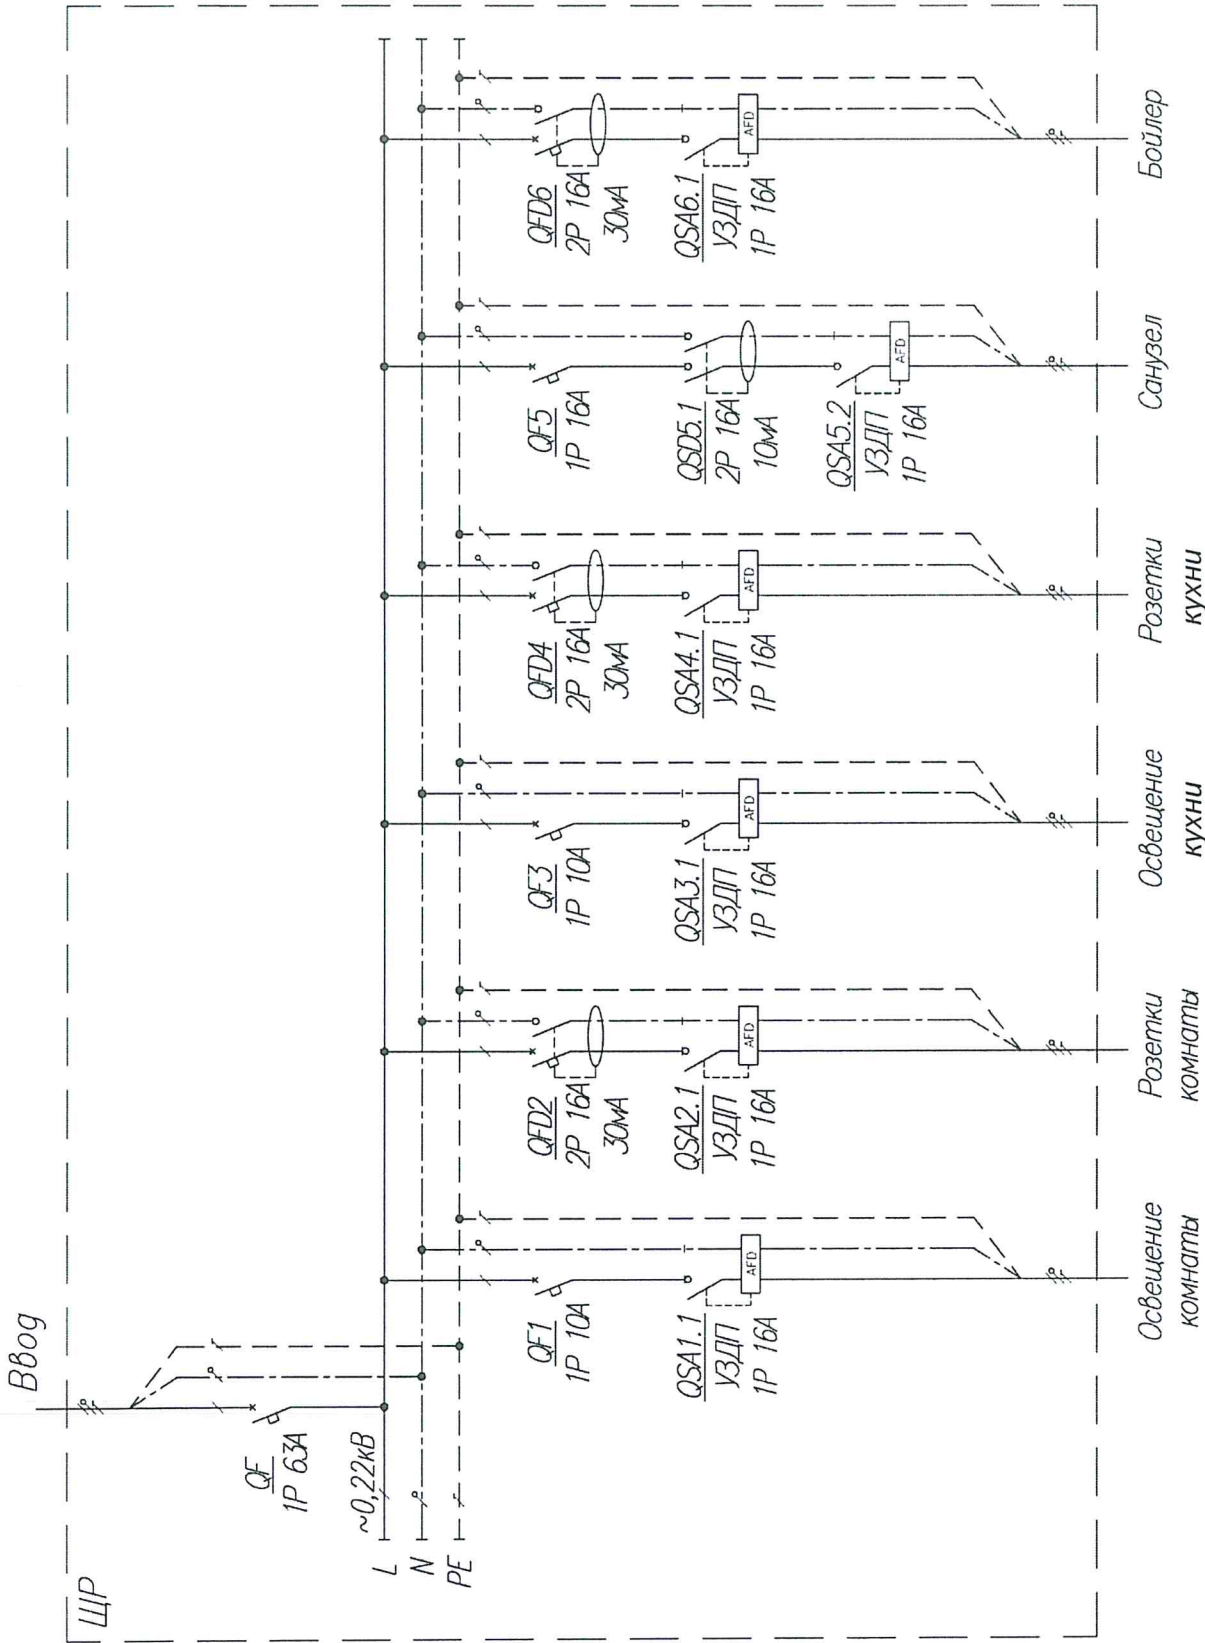 ЩР
Ввод
QF
1P 63A
~0,22кВ
L
N
PE
QF1
1P 10A
QSA1.1
УЗДП
1P 16A
AFD
Освещение
комнаты
QFD2
2P 16A
30мА
QSA2.1
УЗДП
1P 16A
AFD
Розетки
комнаты
QF3
1P 10A
QSA3.1
УЗДП
1P 16A
AFD
Освещение
кухни
QFD4
2P 16A
30мА
QSA4.1
УЗДП
1P 16A
AFD
Розетки
кухни
QF5
1P 16A
QSD5.1
2P 16A
10мА
QSA5.2
УЗДП
1P 16A
AFD
Санузел
QFD6
2P 16A
30мА
QSA6.1
УЗДП
1P 16A
AFD
Бойлер